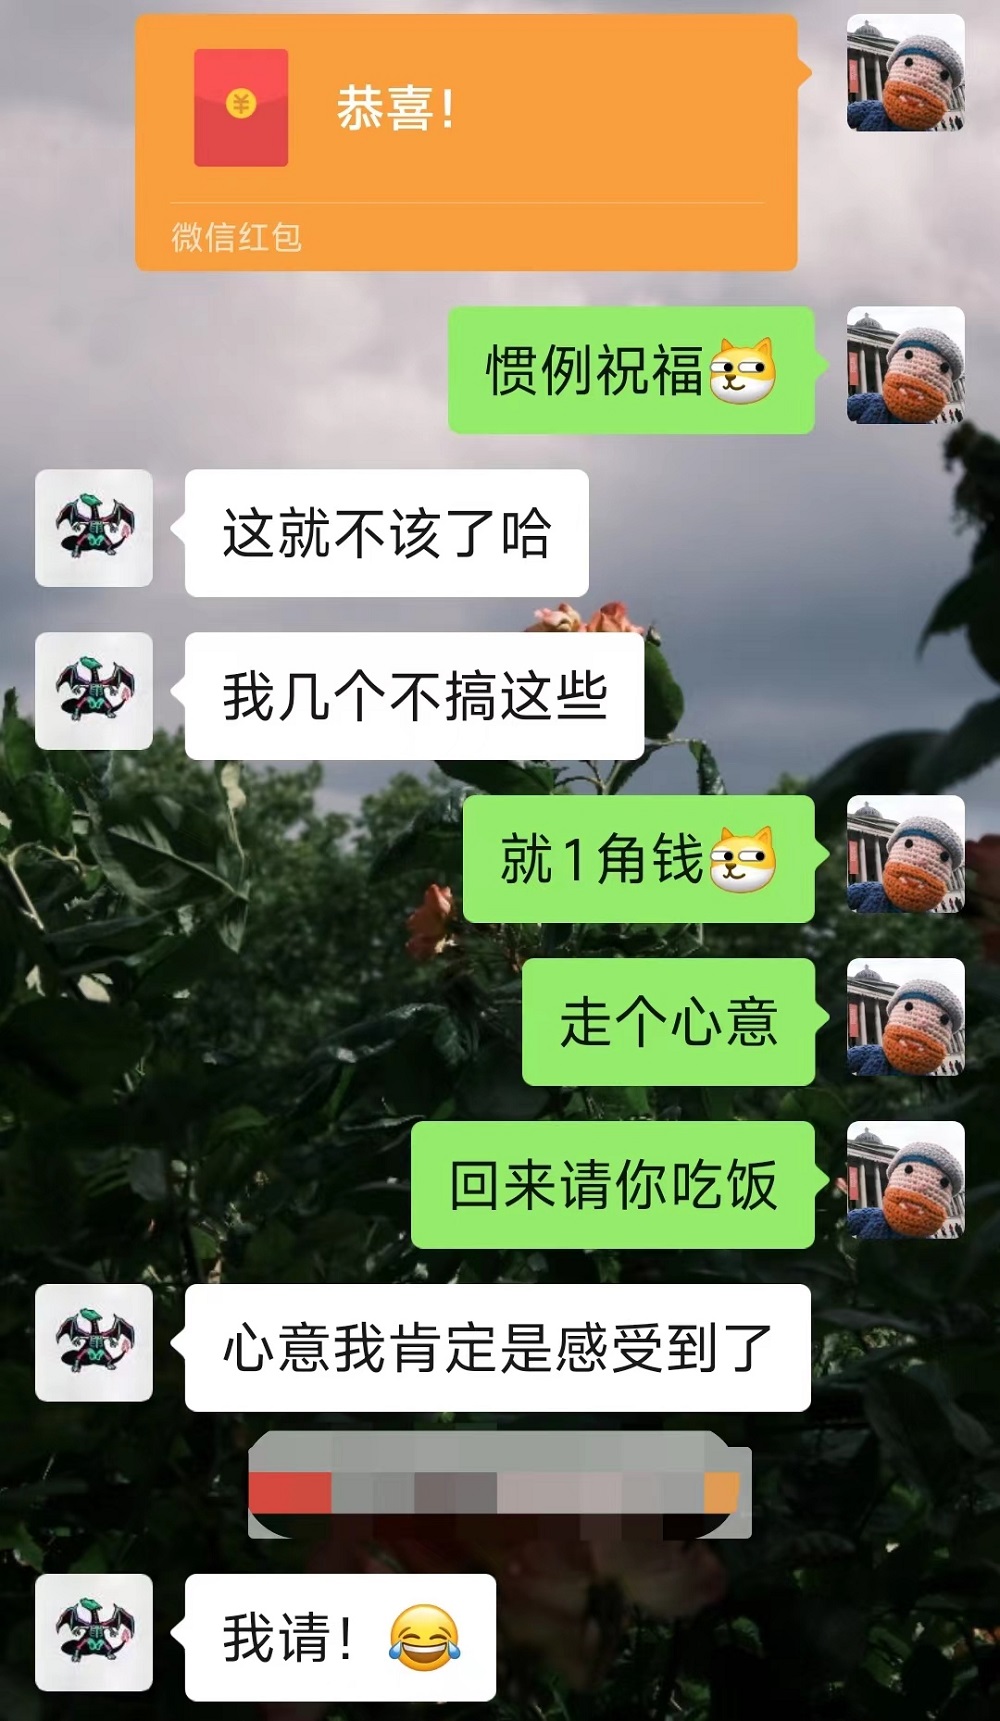 恭喜!
微信红包
惯例祝福
这就不该了哈
我几个不搞这些
就1角钱
走个心意
回来请你吃饭
心意我肯定是感受到了
我请!